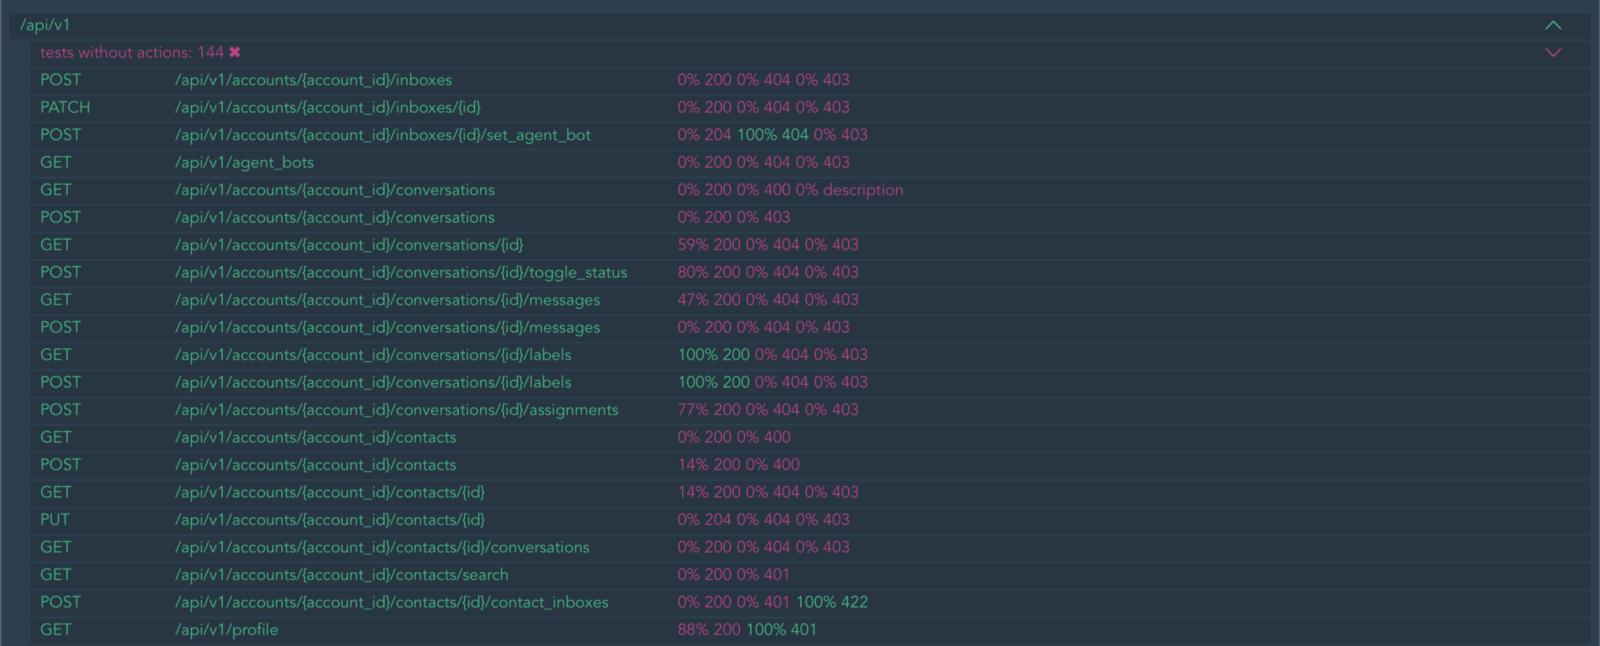 /api/v1
tests without actions: 144 ✖
POST /api/v1/accounts/{account_id}/inboxes 0% 200 0% 404 0% 403
PATCH /api/v1/accounts/{account_id}/inboxes/{id} 0% 200 0% 404 0% 403
POST /api/v1/accounts/{account_id}/inboxes/{id}/set_agent_bot 0% 204 100% 404 0% 403
GET /api/v1/agent_bots 0% 200 0% 404 0% 403
GET /api/v1/accounts/{account_id}/conversations 0% 200 0% 400 0% description
POST /api/v1/accounts/{account_id}/conversations 0% 200 0% 403
GET /api/v1/accounts/{account_id}/conversations/{id} 59% 200 0% 404 0% 403
POST /api/v1/accounts/{account_id}/conversations/{id}/toggle_status 80% 200 0% 404 0% 403
GET /api/v1/accounts/{account_id}/conversations/{id}/messages 47% 200 0% 404 0% 403
POST /api/v1/accounts/{account_id}/conversations/{id}/messages 0% 200 0% 404 0% 403
GET /api/v1/accounts/{account_id}/conversations/{id}/labels 100% 200 0% 404 0% 403
POST /api/v1/accounts/{account_id}/conversations/{id}/labels 100% 200 0% 404 0% 403
POST /api/v1/accounts/{account_id}/conversations/{id}/assignments 77% 200 0% 404 0% 403
GET /api/v1/accounts/{account_id}/contacts 0% 200 0% 400
POST /api/v1/accounts/{account_id}/contacts 14% 200 0% 400
GET /api/v1/accounts/{account_id}/contacts/{id} 14% 200 0% 404 0% 403
PUT /api/v1/accounts/{account_id}/contacts/{id} 0% 204 0% 404 0% 403
GET /api/v1/accounts/{account_id}/contacts/{id}/conversations 0% 200 0% 404 0% 403
GET /api/v1/accounts/{account_id}/contacts/search 0% 200 0% 401
POST /api/v1/accounts/{account_id}/contacts/{id}/contact_inboxes 0% 200 0% 401 100% 422
GET /api/v1/profile 88% 200 100% 401